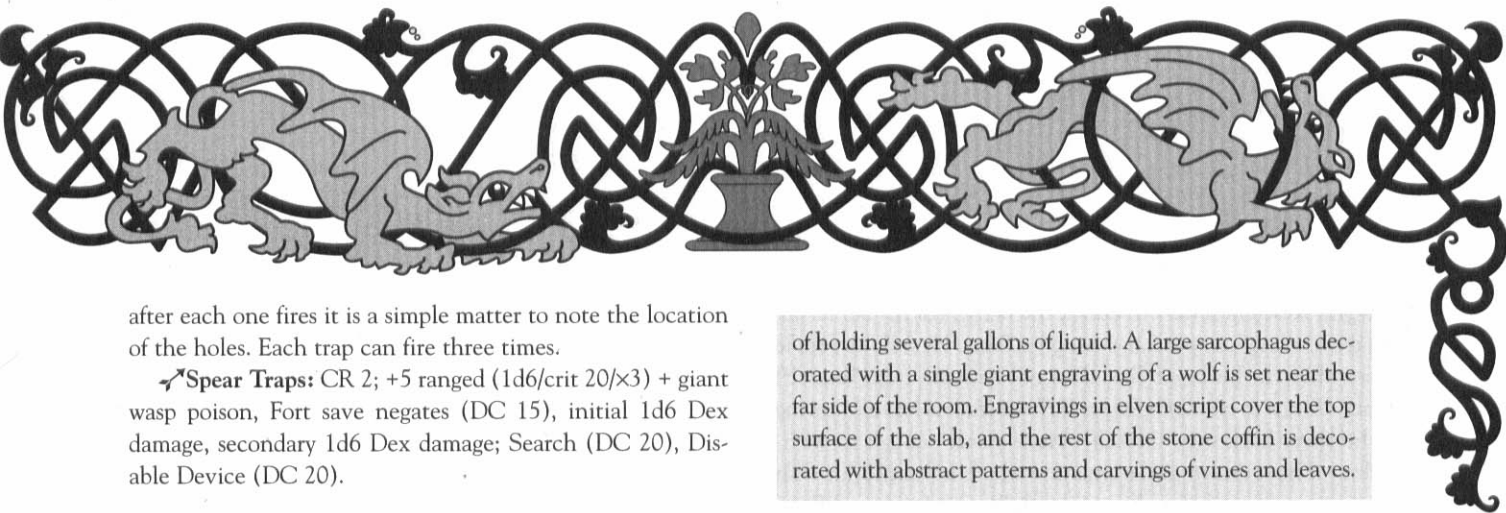 after each one fires it is a simple matter to note the location
of the holes. Each trap can fire three times.
Spear Traps: CR 2; +5 ranged (1d6/crit 20/×3) + giant
wasp poison, Fort save negates (DC 15), initial 1d6 Dex
damage, secondary 1d6 Dex damage; Search (DC 20), Dis-
able Device (DC 20).
of holding several gallons of liquid. A large sarcophagus dec-
orated with a single giant engraving of a wolf is set near the
far side of the room. Engravings in elven script cover the top
surface of the slab, and the rest of the stone coffin is deco-
rated with abstract patterns and carvings of vines and leaves.